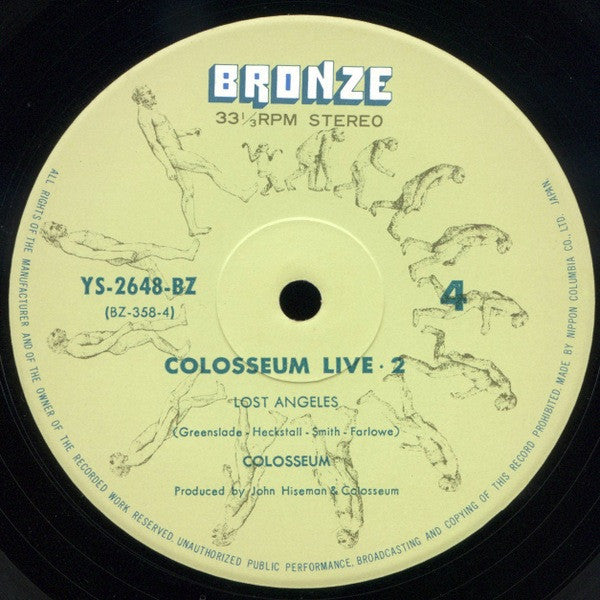 BRONZE
33⅓RPM STEREO
YS-2648-BZ
(BZ-358-4)
4
COLOSSEUM LIVE・2
LOST ANGELES
(Greenslade - Heckstall - Smith - Farlowe)
COLOSSEUM
Produced by John Hiseman & Colosseum
ALL RIGHTS OF THE MANUFACTURER AND OF THE OWNER OF THE RECORDED WORK RESERVED. UNAUTHORIZED PUBLIC PERFORMANCE, BROADCASTING AND COPYING OF THIS RECORD PROHIBITED. MADE BY NIPPON COLUMBIA CO., LTD. JAPAN.